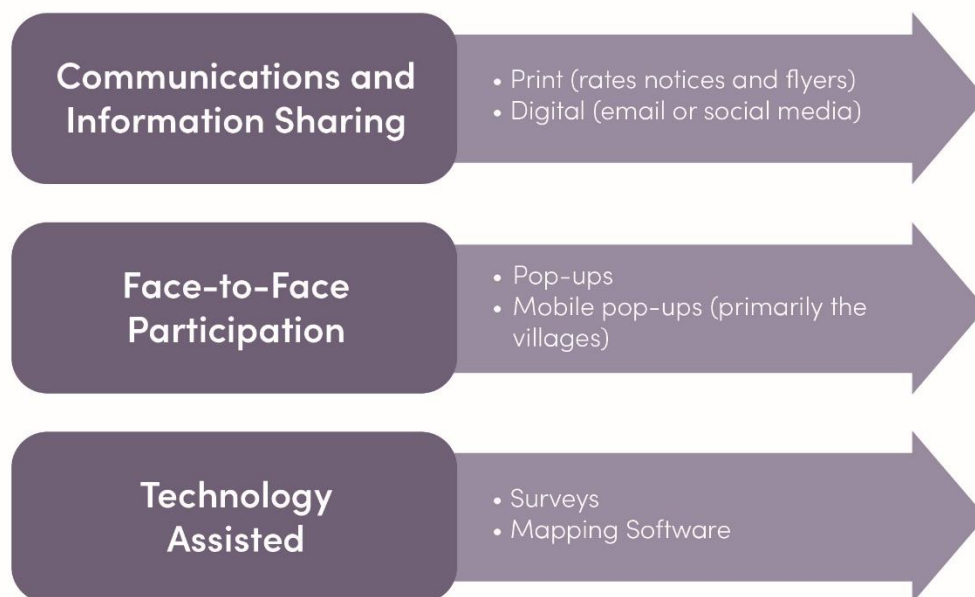 Communications and
Information Sharing
• Print (rates notices and flyers)
• Digital (email or social media)
Face-to-Face
Participation
• Pop-ups
• Mobile pop-ups (primarily the
villages)
Technology
Assisted
• Surveys
• Mapping Software